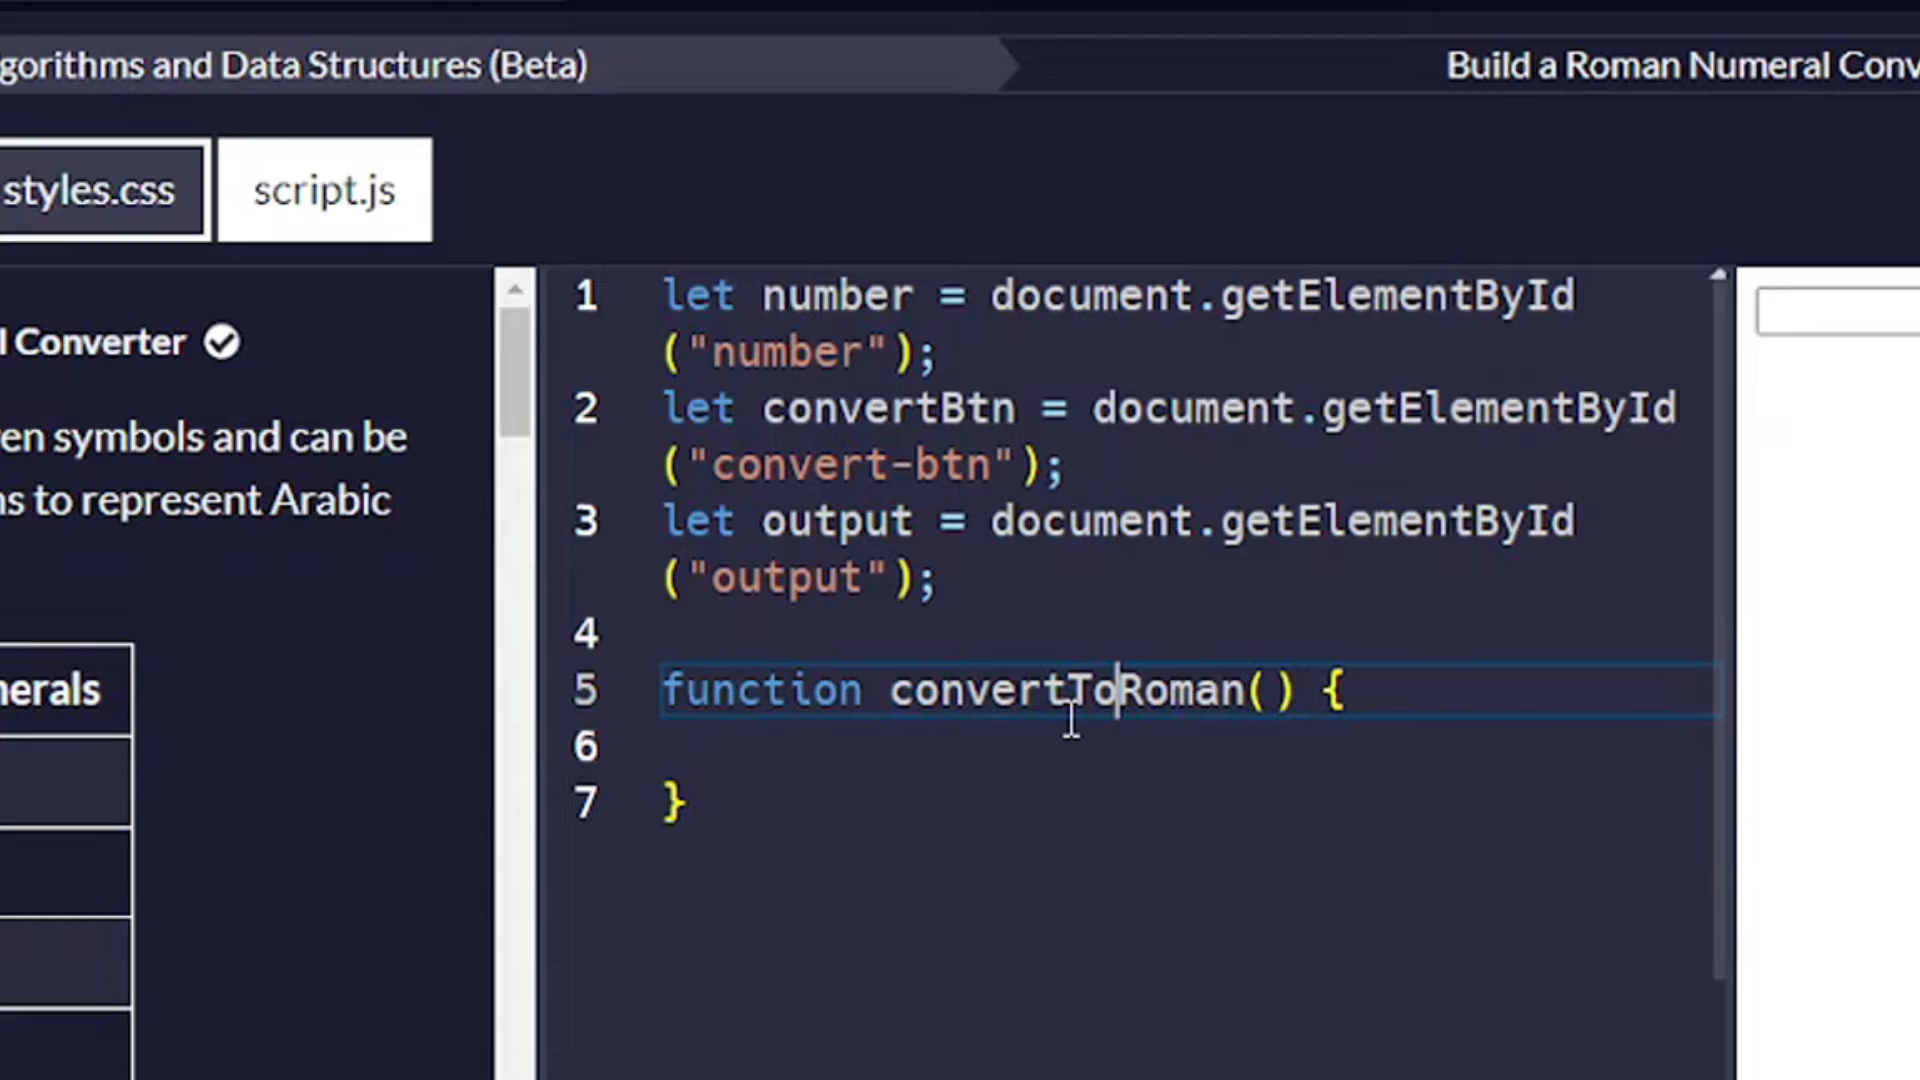 gorithms and Data Structures (Beta)
Build a Roman Numeral Conv
styles.css
script.js
l Converter
en symbols and can be
ns to represent Arabic
nerals
1 let number = document.getElementById
("number");
2 let convertBtn = document.getElementById
("convert-btn");
3 let output = document.getElementById
("output");
4
5 function convertToRoman() {
6
7 }